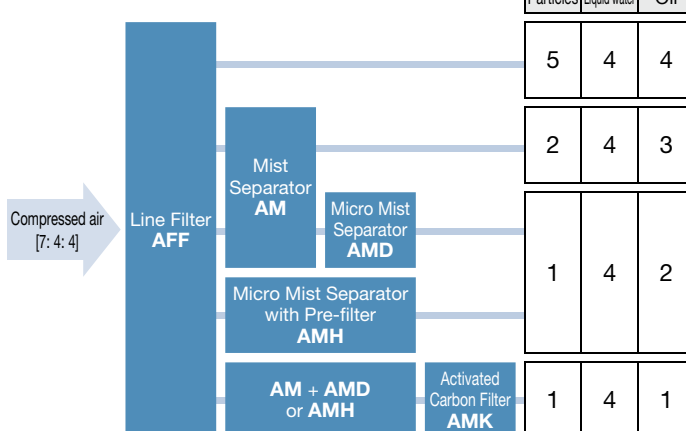 Particles Liquid water Oil
5 4 4
2 4 3
Mist
Separator
AM
Compressed air
[7: 4: 4]
Line Filter
AFF
Micro Mist
Separator
AMD
1 4 2
Micro Mist Separator
with Pre-filter
AMH
AM + AMD
or AMH
Activated
Carbon Filter
AMK
1 4 1